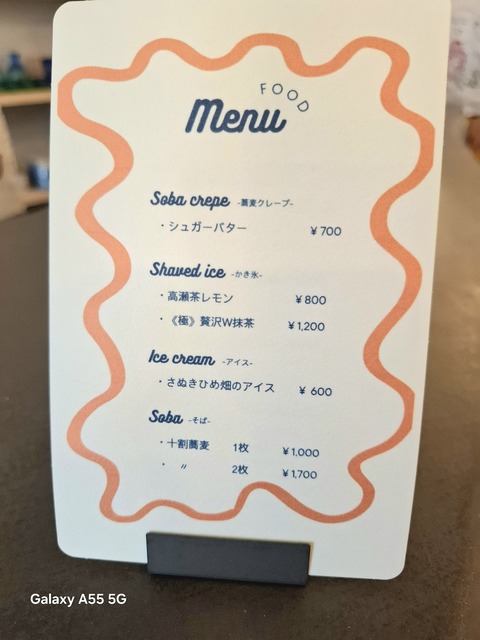 FOOD
Menu
Soba crepe -蕎麦クレープ-
・シュガーバター ¥700
Shaved ice -かき氷-
・高瀬茶レモン ¥800
・《極》贅沢W抹茶 ¥1,200
Ice cream -アイス-
・さぬきひめ畑のアイス ¥ 600
Soba -そば-
・十割蕎麦 1枚 ¥1,000
・ 〃 2枚 ¥1,700
Galaxy A55 5G